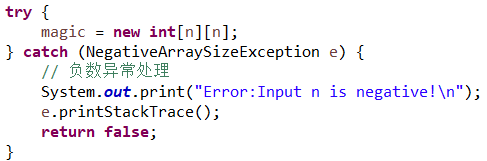 try {
    magic = new int[n][n];
} catch (NegativeArraySizeException e) {
    // 负数异常处理
    System.out.print("Error:Input n is negative!\n");
    e.printStackTrace();
    return false;
}